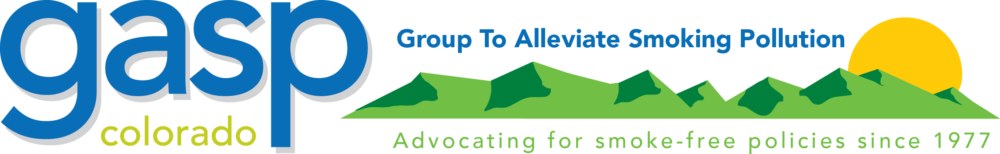 gasp
colorado
Group To Alleviate Smoking Pollution
Advocating for smoke-free policies since 1977